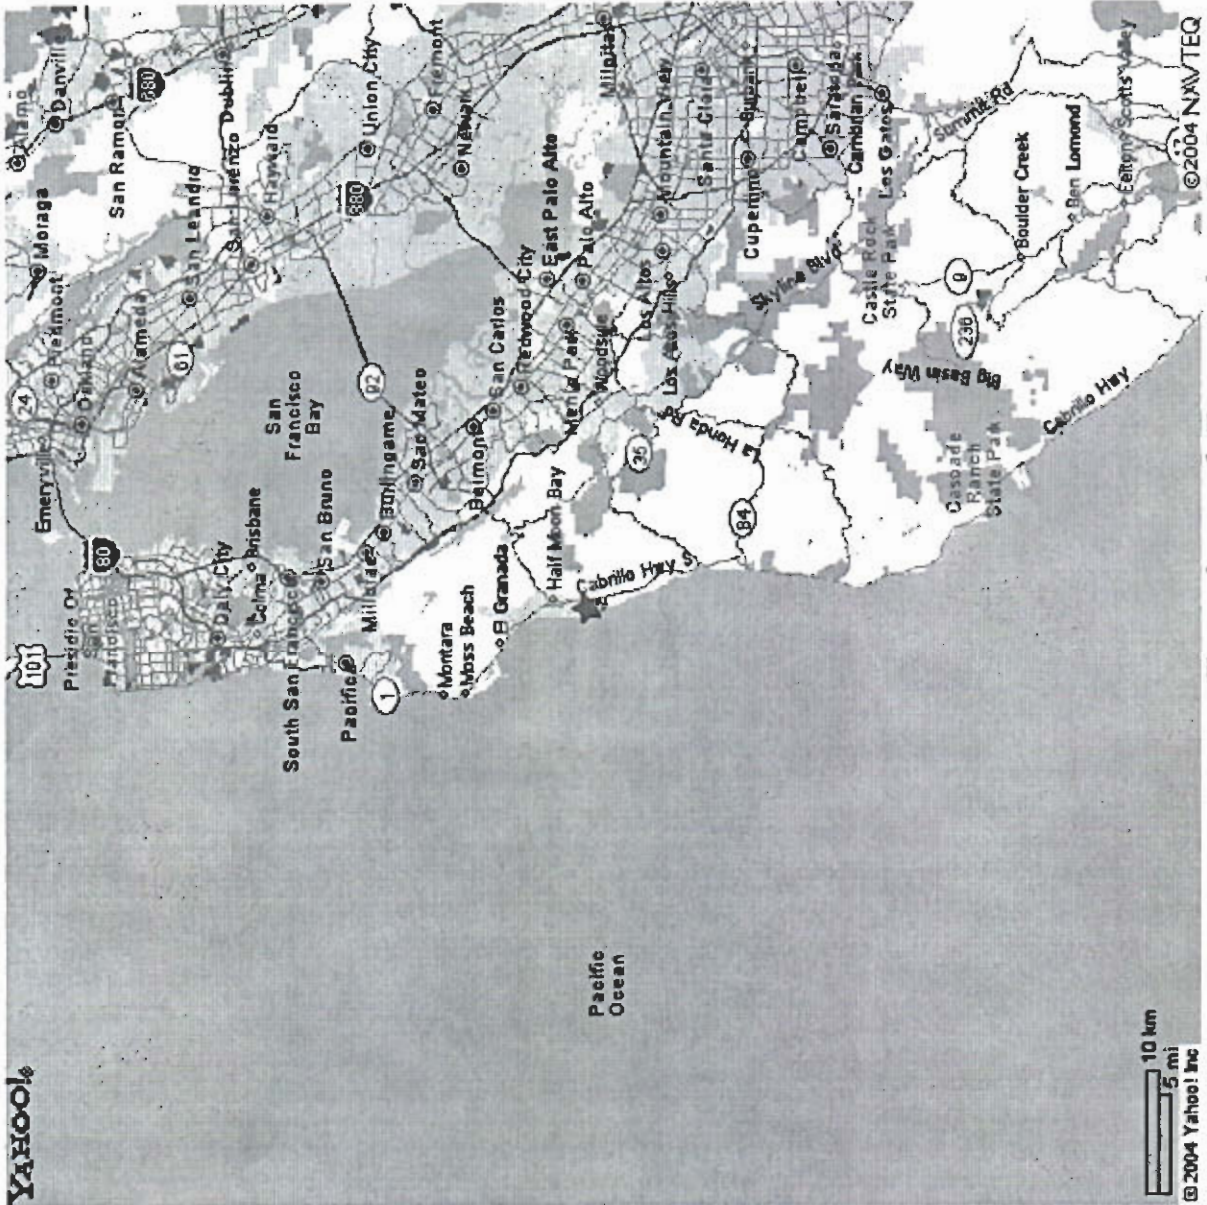 YAHOO!
Alamo
Danville
680
San Ramon
Moraga
24
Piedmont
Emeryville
Oakland
Alameda
61
San Leandro
San Lorenzo
Dublin
Hayward
Union City
880
Fremont
Newark
80
101
Presidio Of
San
Francisco
San
Francisco
Bay
92
Daly City
Brisbane
Colma
South San Francisco
San Bruno
Millbrae
Burlingame
San Mateo
Pacifica
1
Belmont
San Carlos
Redwood City
East Palo Alto
Palo Alto
Menlo Park
Woodside
Montara
Moss Beach
El Granada
Half Moon Bay
Cabrillo Hwy S
35
La Honda Rd
84
Los Altos
Los Altos Hills
Mountain View
Milpitas
Santa Clara
Cupertino
Burbank
Campbell
Saratoga
Cambrian Park
Los Gatos
Skyline Blvd
Castle Rock
State Park
Summit Rd
9
236
Big Basin Way
Boulder Creek
Ben Lomond
Felton
Scotts Valley
17
Cascade
Ranch
State Park
Cabrillo Hwy
Pacific
Ocean
10 km
5 mi
© 2004 Yahoo! Inc
©2004 NAVTEQ